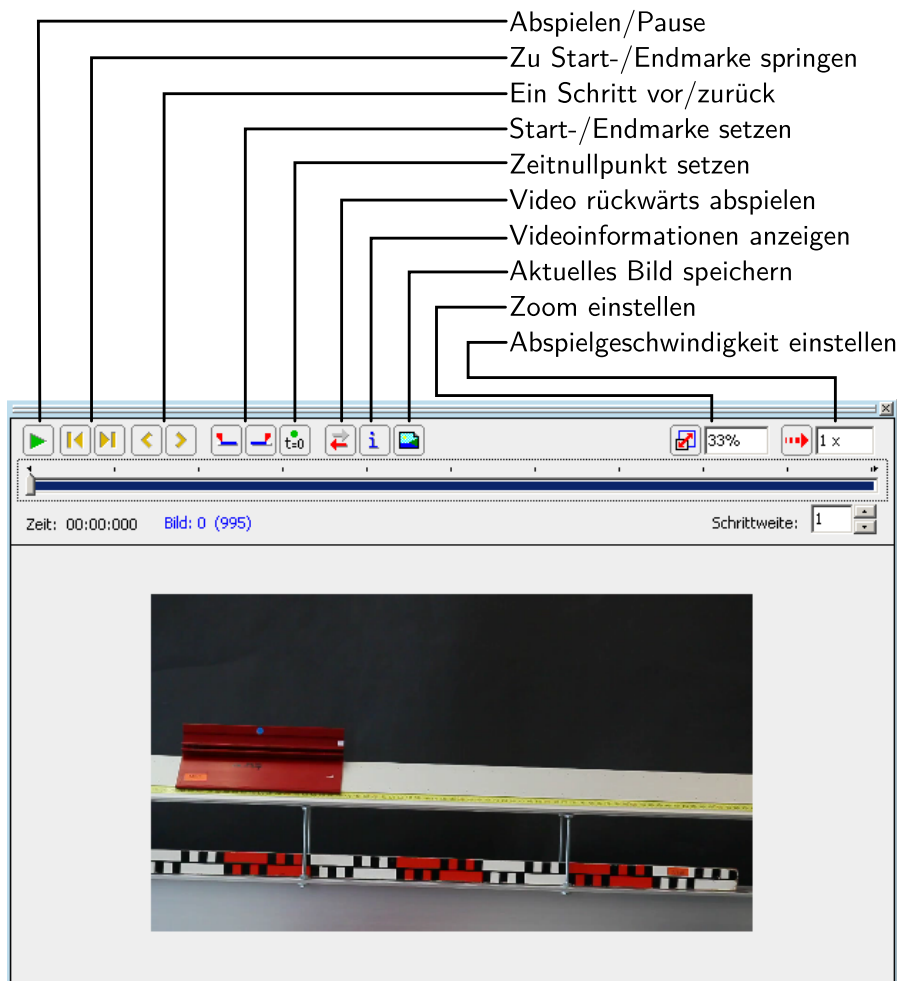 Abspielen/Pause
Zu Start-/Endmarke springen
Ein Schritt vor/zurück
Start-/Endmarke setzen
Zeitnullpunkt setzen
Video rückwärts abspielen
Videoinformationen anzeigen
Aktuelles Bild speichern
Zoom einstellen
Abspielgeschwindigkeit einstellen
t=0 i 33% 1 x
Zeit: 00:00:000 Bild: 0 (995) Schrittweite: 1